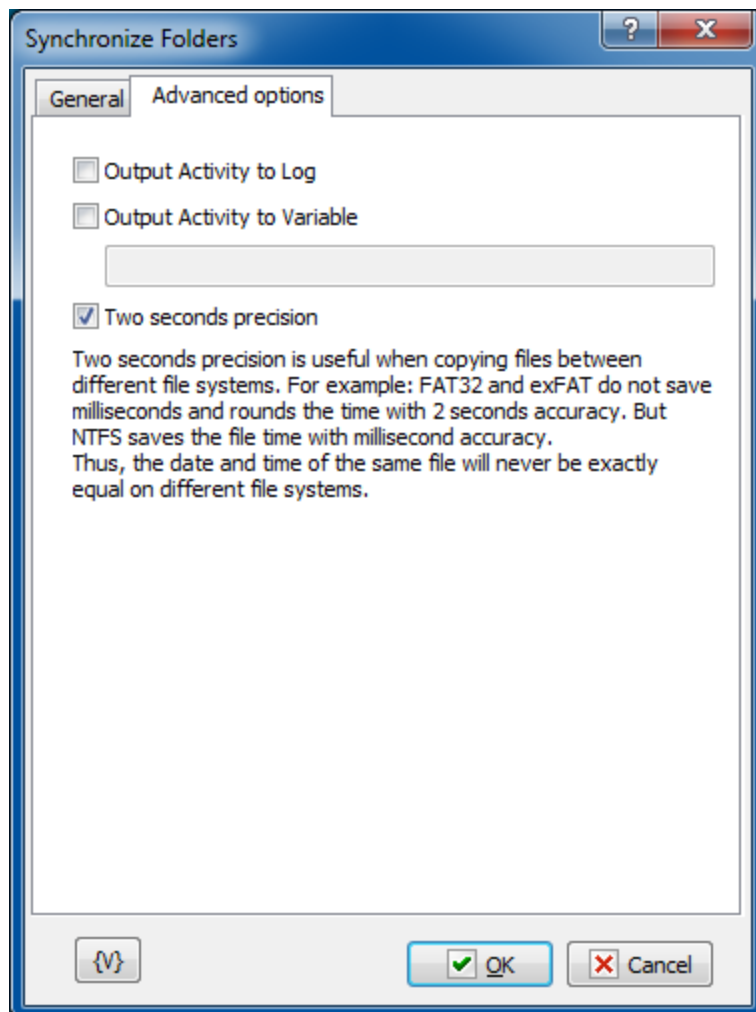 Synchronize Folders
?
General
Advanced options
Output Activity to Log
Output Activity to Variable
Two seconds precision
Two seconds precision is useful when copying files between
different file systems. For example: FAT32 and exFAT do not save
milliseconds and rounds the time with 2 seconds accuracy. But
NTFS saves the file time with millisecond accuracy.
Thus, the date and time of the same file will never be exactly
equal on different file systems.
{V}
OK
Cancel